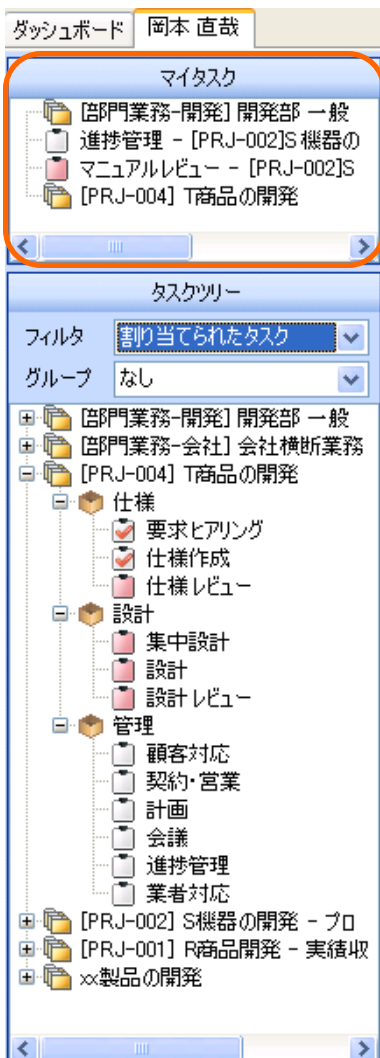 ダッシュボード 岡本 直哉
マイタスク
[部門業務-開発] 開発部 一般
進捗管理 - [PRJ-002]S機器の
マニュアルレビュー - [PRJ-002]S
[PRJ-004] T商品の開発
タスクツリー
フィルタ 割り当てられたタスク
グループ なし
[部門業務-開発] 開発部 一般
[部門業務-会社] 会社横断業務
[PRJ-004] T商品の開発
仕様
要求ヒアリング
仕様作成
仕様レビュー
設計
集中設計
設計
設計レビュー
管理
顧客対応
契約・営業
計画
会議
進捗管理
業者対応
[PRJ-002] S機器の開発 - プロ
[PRJ-001] R商品開発 - 実績収
xx製品の開発